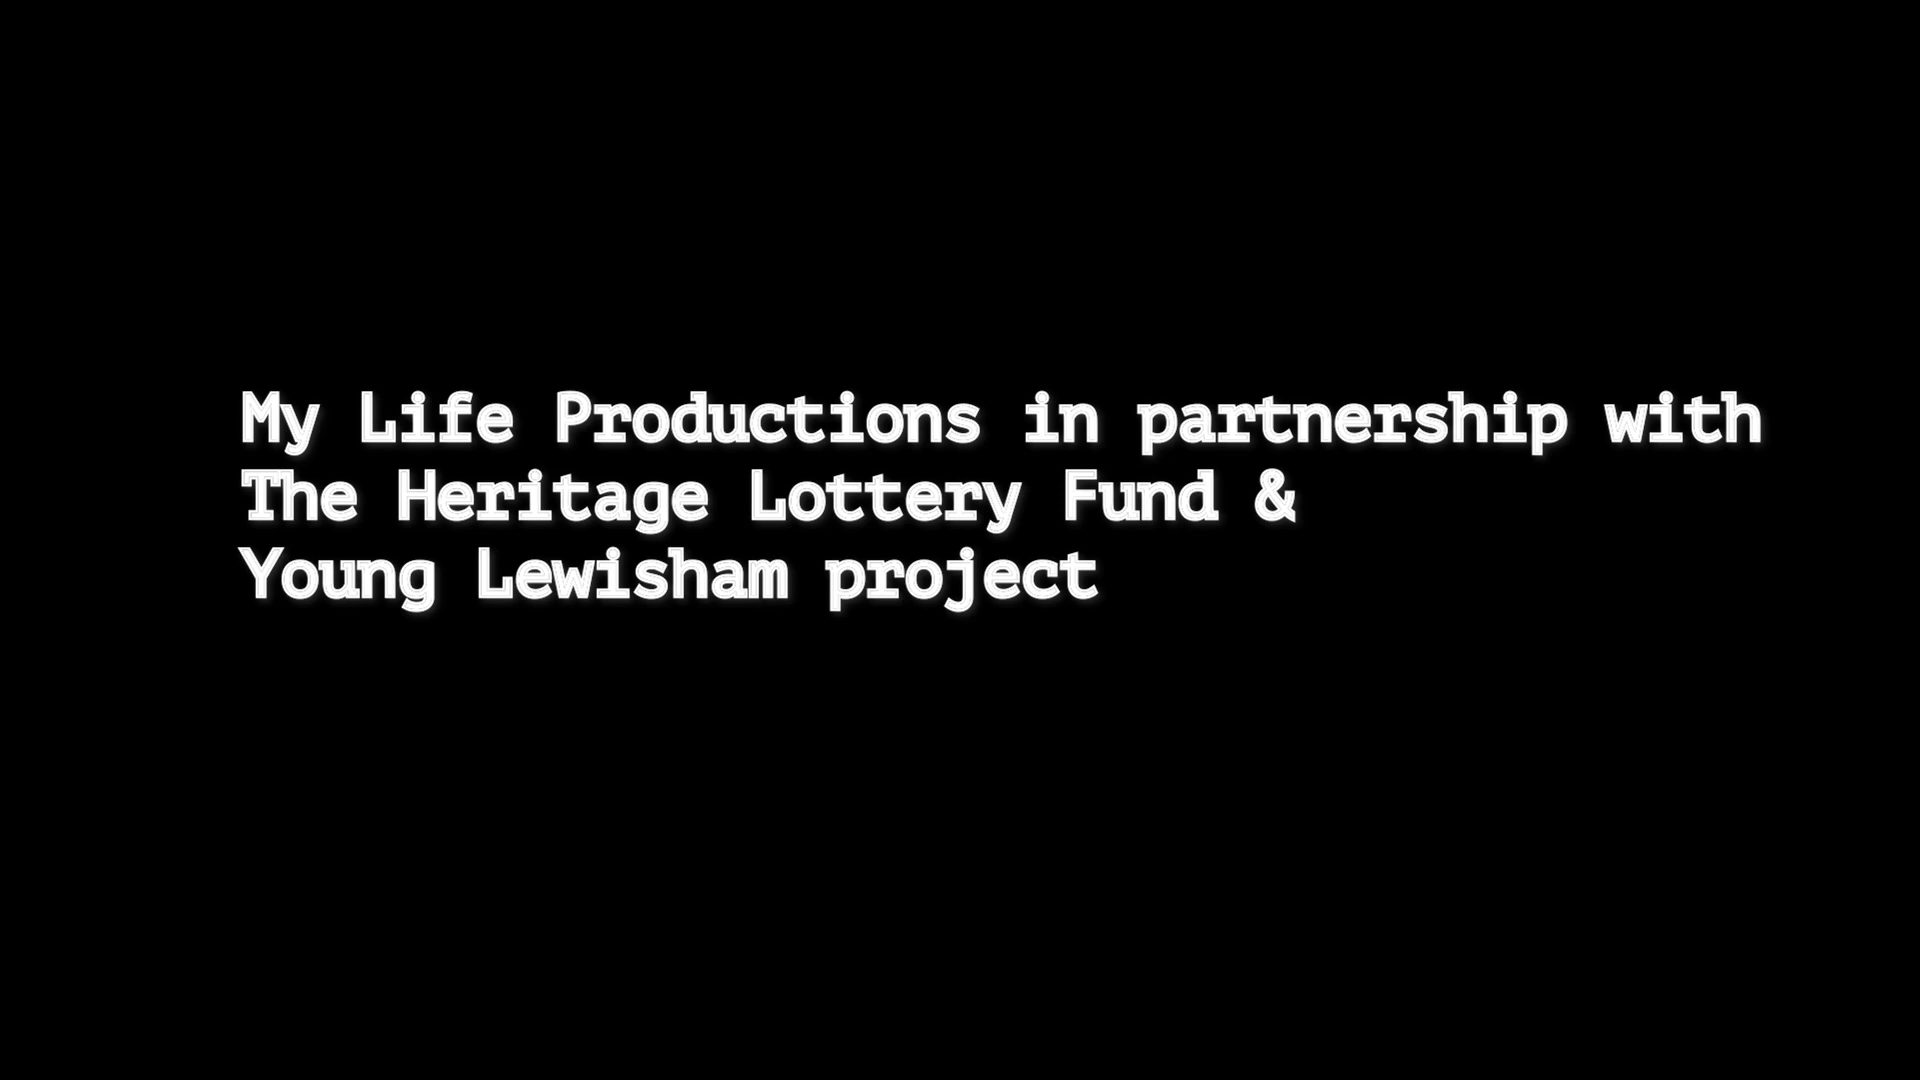 My Life Productions in partnership with
The Heritage Lottery Fund &
Young Lewisham project